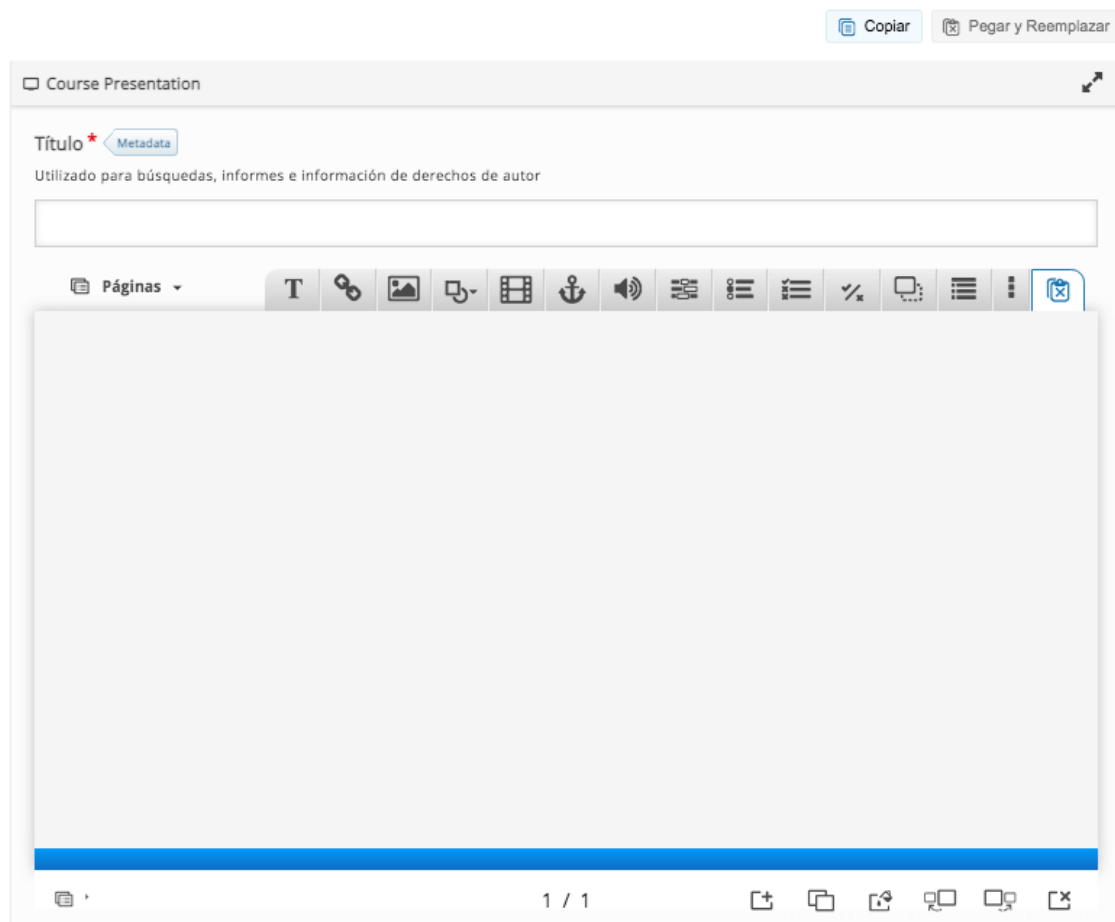 Copiar
Pegar y Reemplazar
Course Presentation
Título * Metadata
Utilizado para búsquedas, informes e información de derechos de autor
Páginas
T
1 / 1